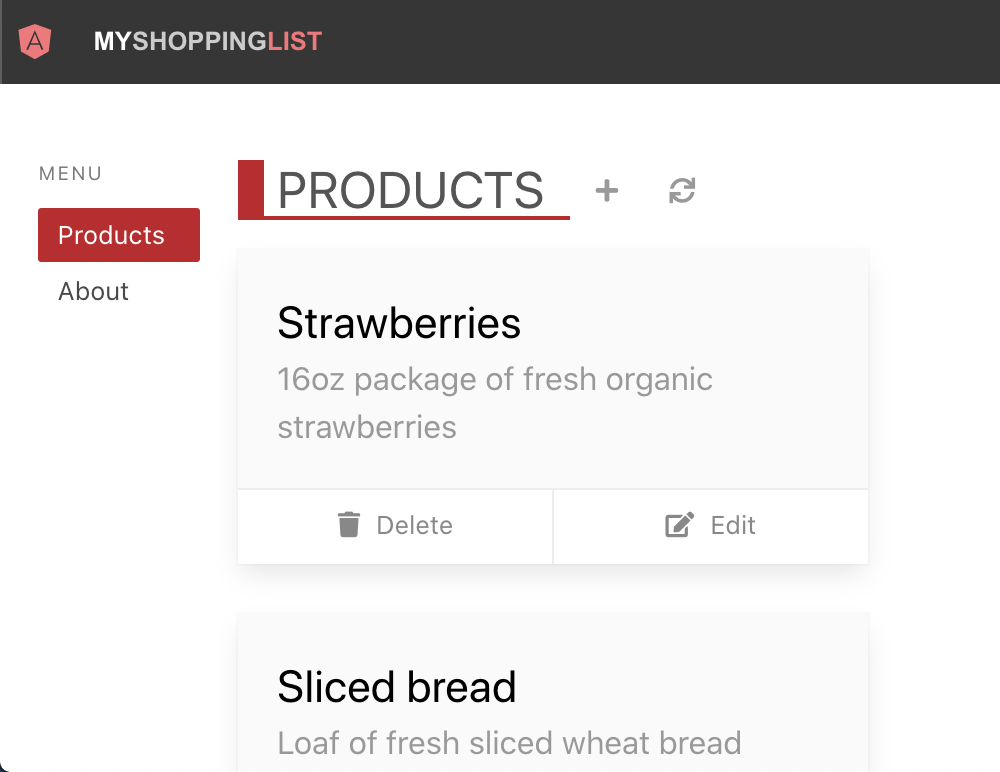 MYSHOPPINGLIST
MENU
Products
About
PRODUCTS
Strawberries
16oz package of fresh organic
strawberries
Delete
Edit
Sliced bread
Loaf of fresh sliced wheat bread